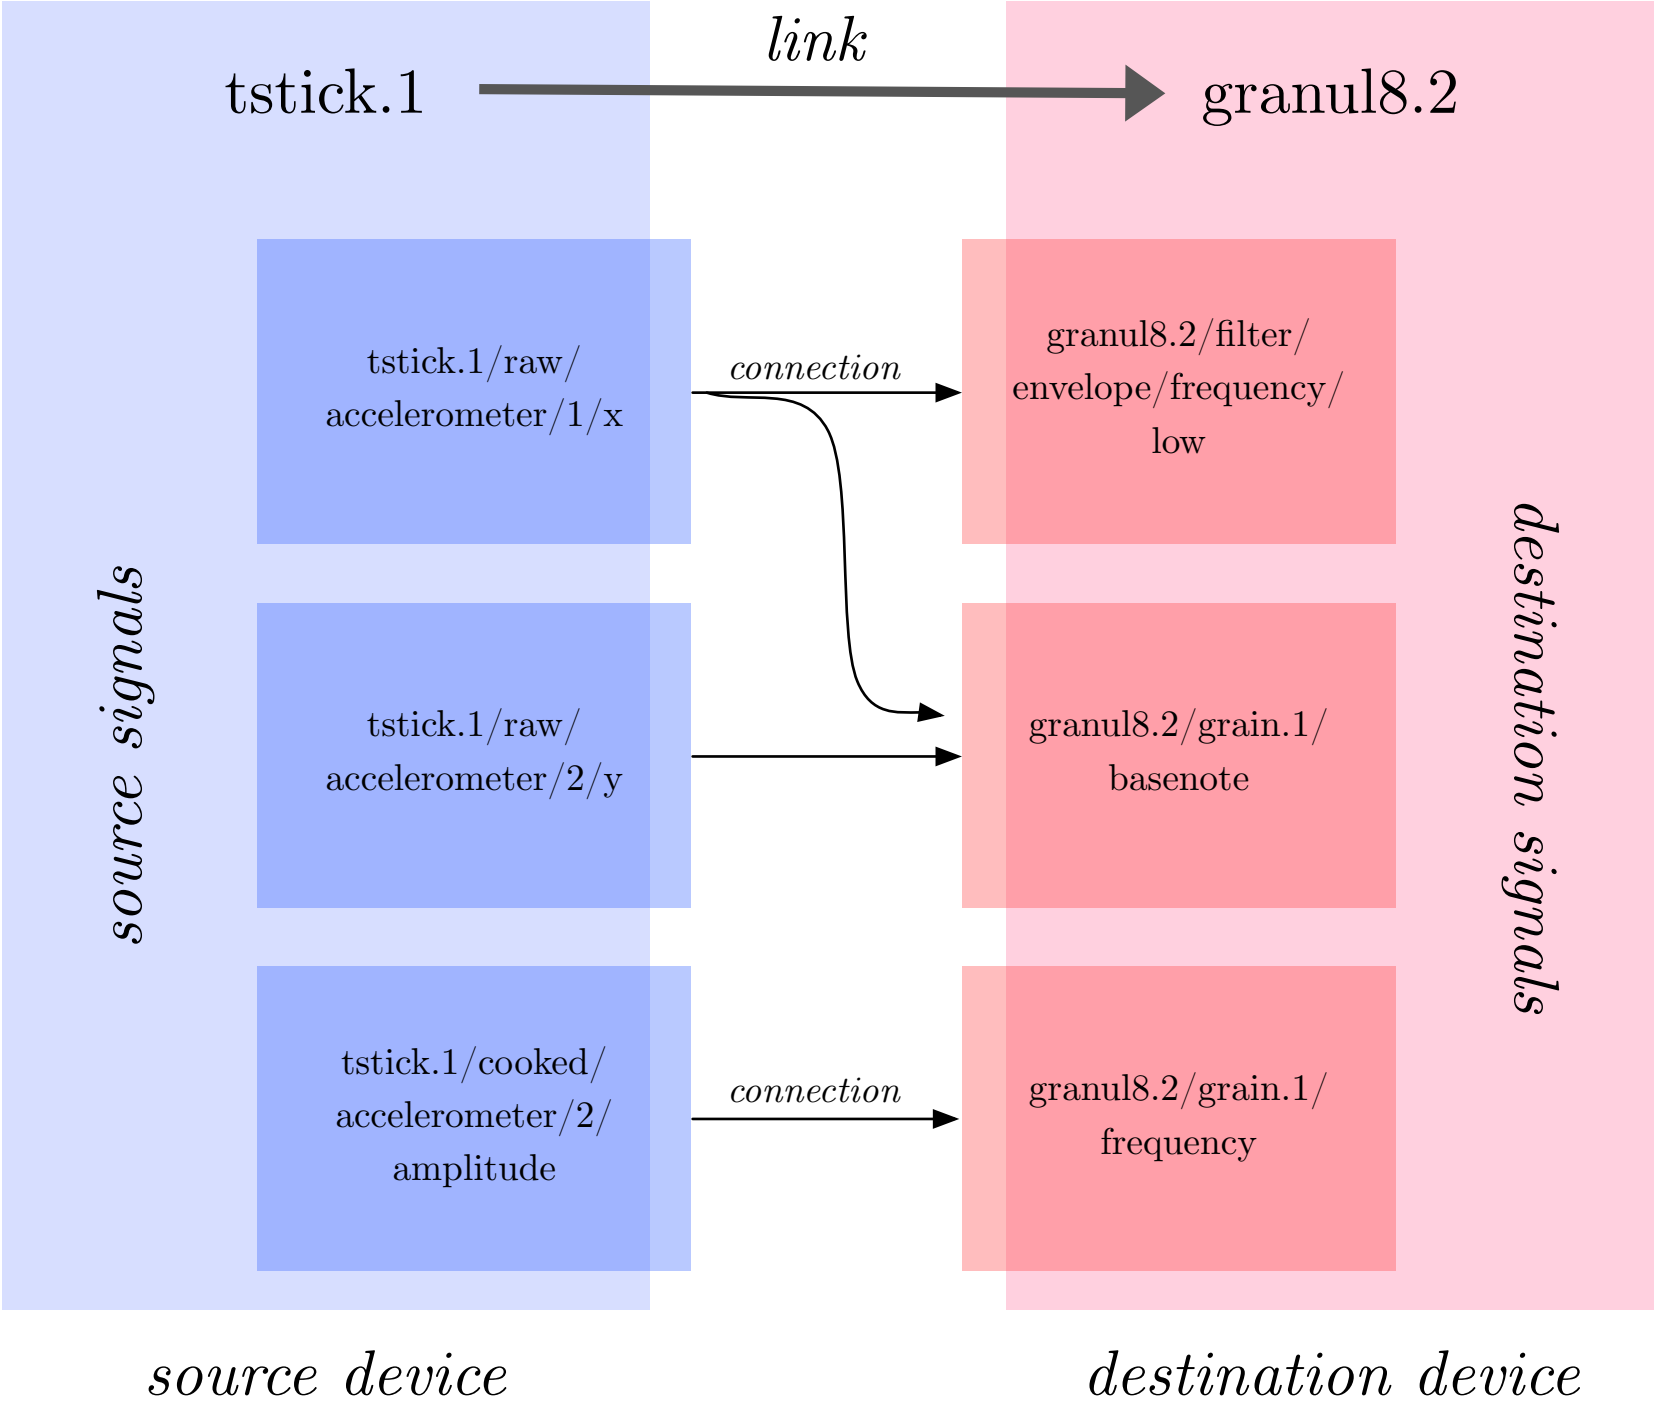 link
tstick.1
granul8.2
tstick.1/raw/
accelerometer/1/x
connection
granul8.2/filter/
envelope/frequency/
low
source signals
destination signals
tstick.1/raw/
accelerometer/2/y
granul8.2/grain.1/
basenote
tstick.1/cooked/
accelerometer/2/
amplitude
connection
granul8.2/grain.1/
frequency
source device
destination device